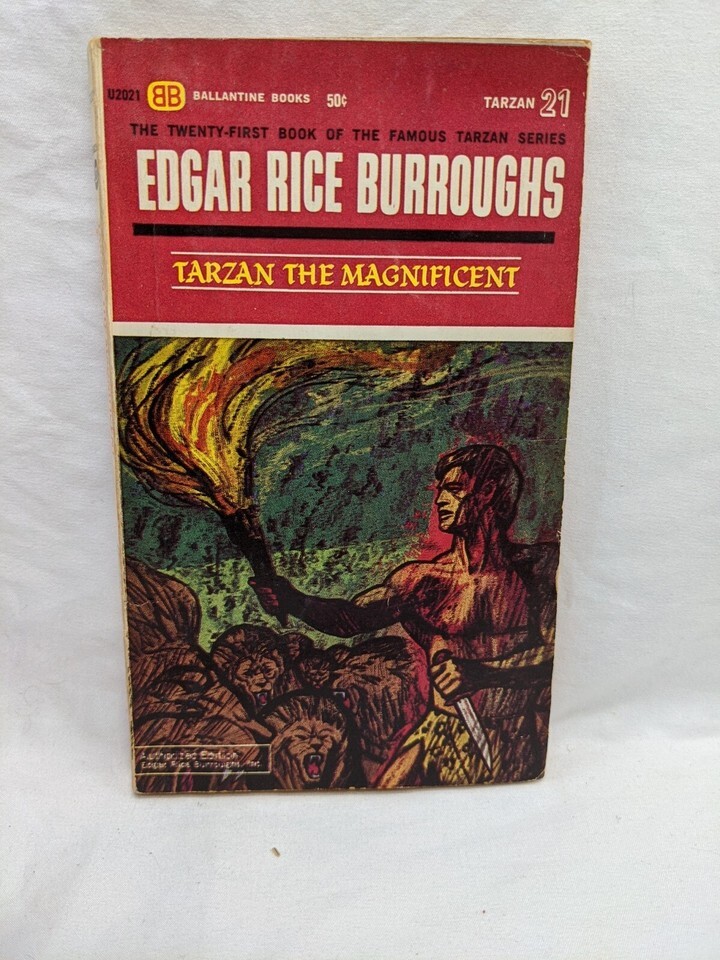 U2021 BB BALLANTINE BOOKS 50¢ TARZAN 21
THE TWENTY-FIRST BOOK OF THE FAMOUS TARZAN SERIES
EDGAR RICE BURROUGHS
TARZAN THE MAGNIFICENT
Authorized Edition
Edgar Rice Burroughs, Inc.